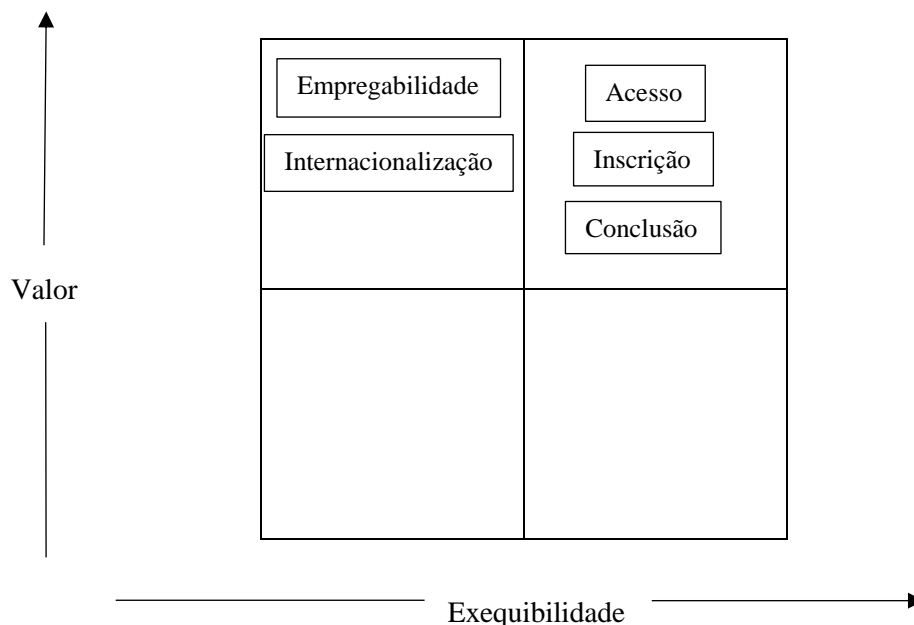 Empregabilidade
Acesso
Internacionalização
Inscrição
Conclusão
Valor
Exequibilidade